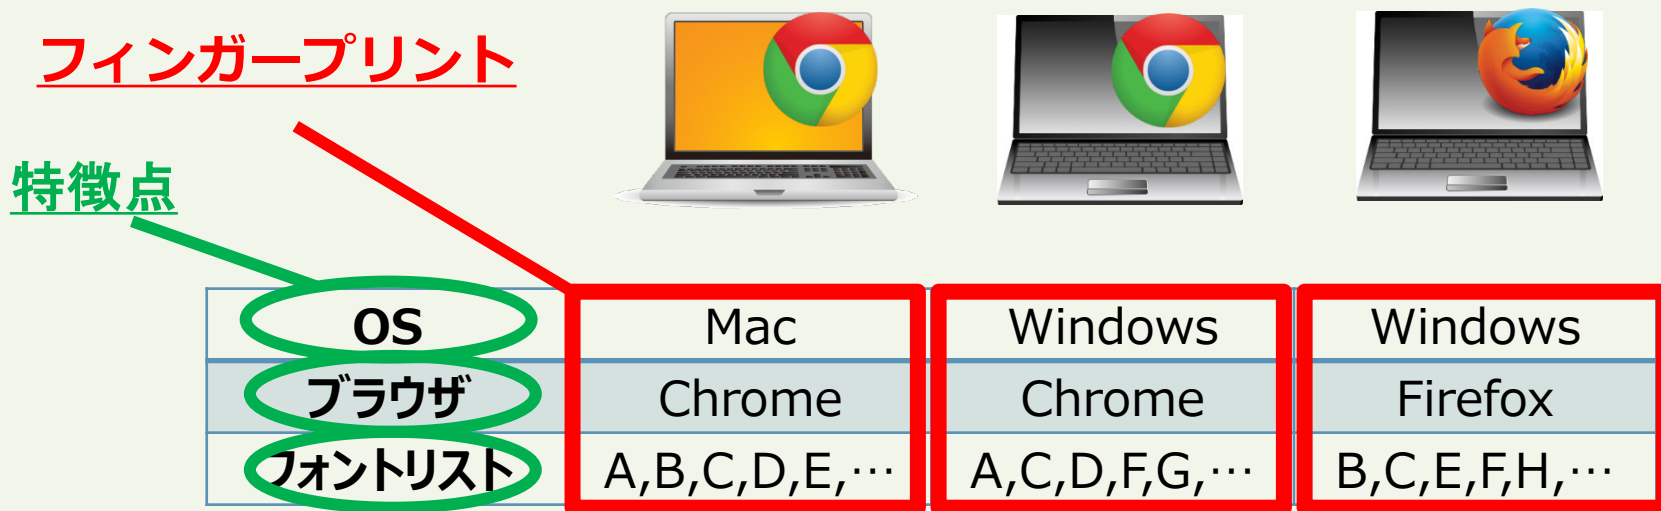 フィンガープリント
特徴点
OS Mac Windows Windows
ブラウザ Chrome Chrome Firefox
フォントリスト A,B,C,D,E,… A,C,D,F,G,… B,C,E,F,H,…